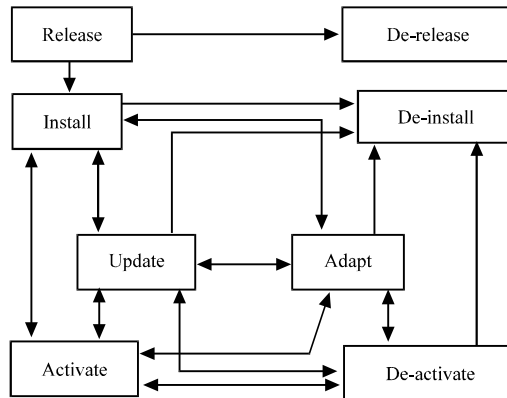 Release
De-release
Install
De-install
Update
Adapt
Activate
De-activate